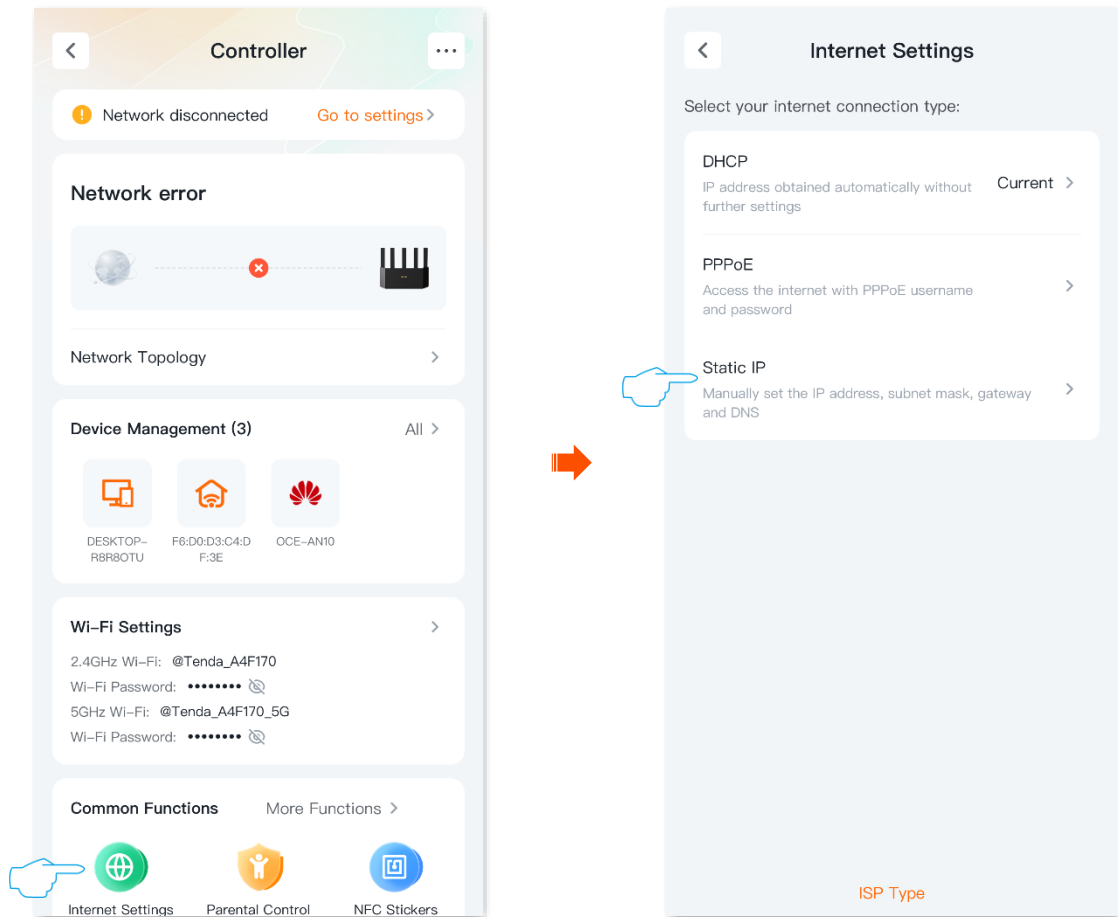 Controller
Network disconnected Go to settings
Network error
Network Topology
Device Management (3) All
DESKTOP-
R8R8OTU
F6:D0:D3:C4:D
F:3E
OCE-AN10
Wi-Fi Settings
2.4GHz Wi-Fi: @Tenda_A4F170
Wi-Fi Password: ••••••••
5GHz Wi-Fi: @Tenda_A4F170_5G
Wi-Fi Password: ••••••••
Common Functions More Functions
Internet Settings Parental Control NFC Stickers
Internet Settings
Select your internet connection type:
DHCP
IP address obtained automatically without
further settings
Current
PPPoE
Access the internet with PPPoE username
and password
Static IP
Manually set the IP address, subnet mask, gateway
and DNS
ISP Type